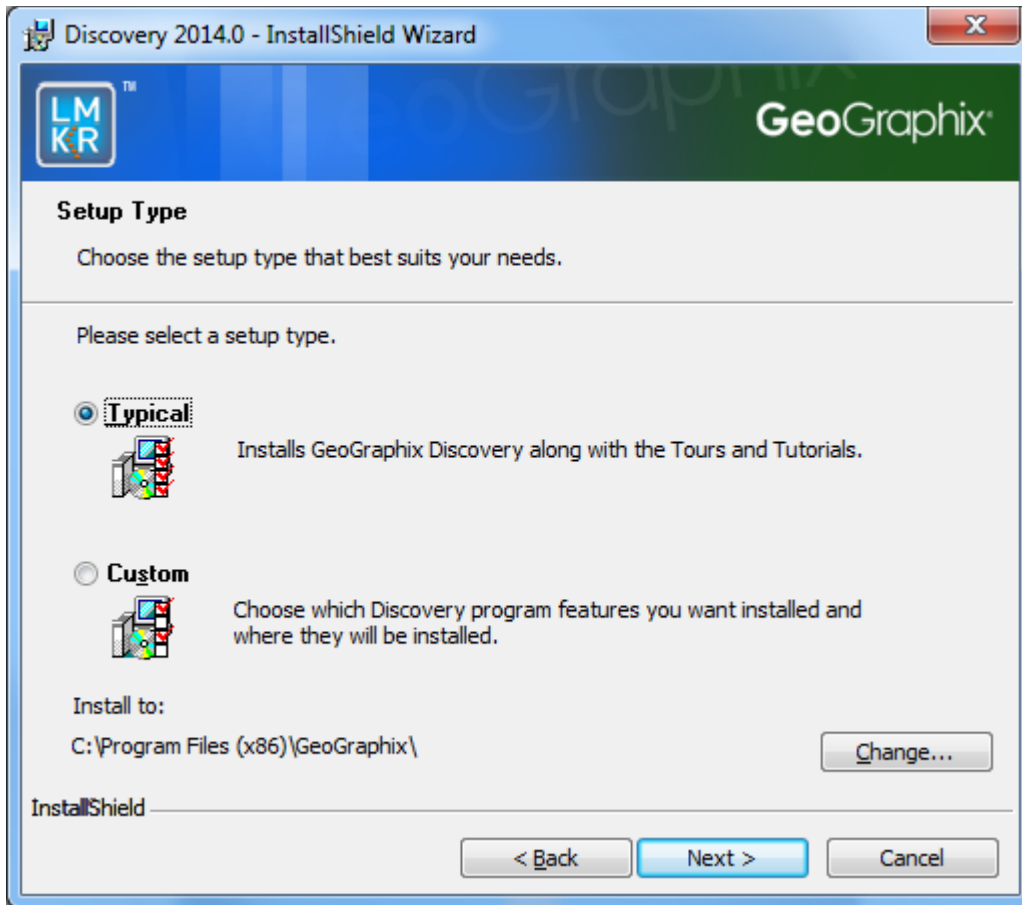 Discovery 2014.0 - InstallShield Wizard
LM
KR
TM
GeoGraphix
GeoGraphix®
Setup Type
Choose the setup type that best suits your needs.
Please select a setup type.
Typical
Installs GeoGraphix Discovery along with the Tours and Tutorials.
Custom
Choose which Discovery program features you want installed and
where they will be installed.
Install to:
C:\Program Files (x86)\GeoGraphix\
Change...
InstallShield
< Back
Next >
Cancel